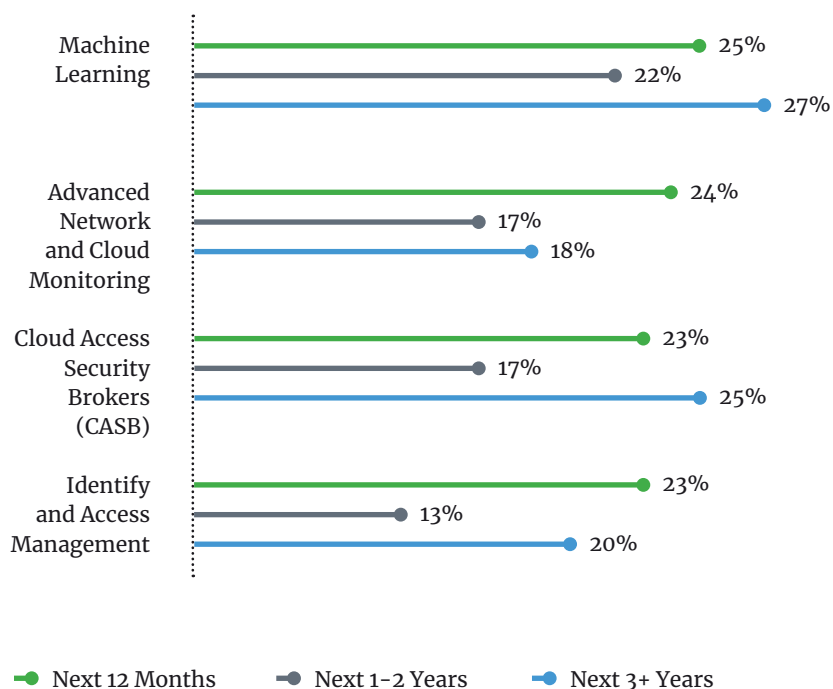 Machine
Learning
25%
22%
27%
Advanced
Network
and Cloud
Monitoring
24%
17%
18%
Cloud Access
Security
Brokers
(CASB)
23%
17%
25%
Identify
and Access
Management
23%
13%
20%
Next 12 Months
Next 1-2 Years
Next 3+ Years